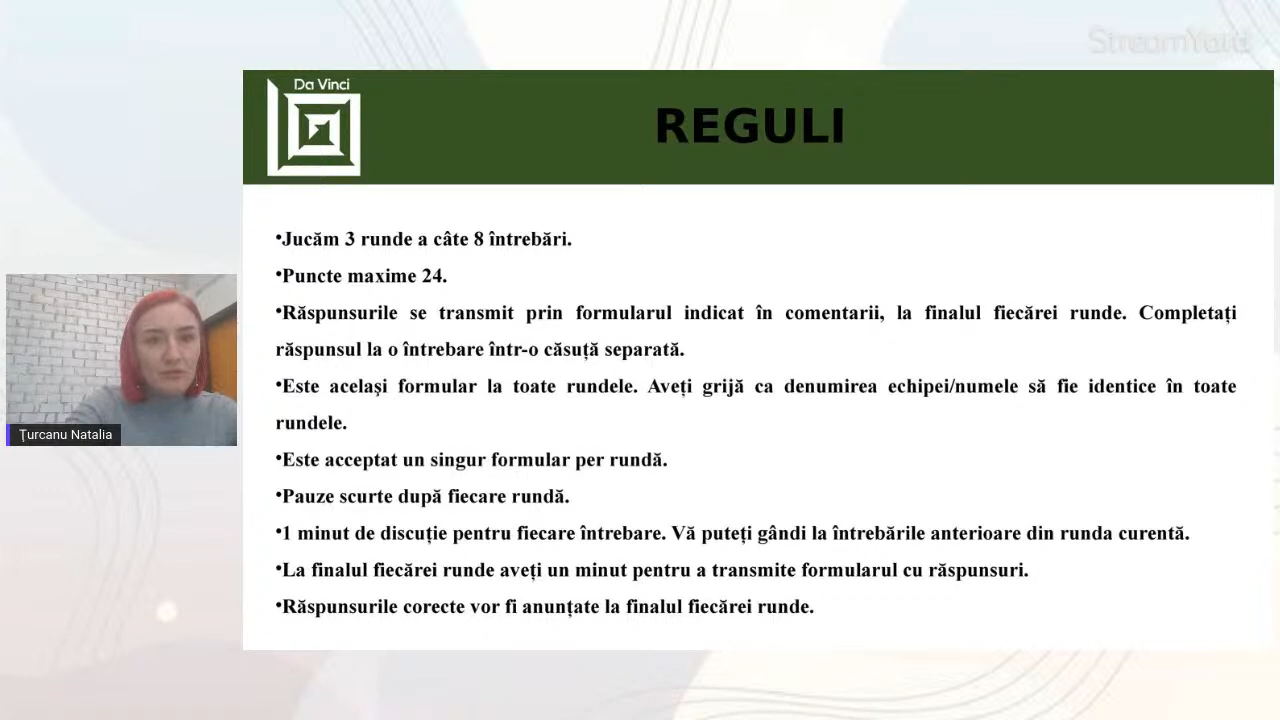 StreamYard
Da Vinci
REGULI
•Jucăm 3 runde a câte 8 întrebări.
•Puncte maxime 24.
•Răspunsurile se transmit prin formularul indicat în comentarii, la finalul fiecărei runde. Completați
răspunsul la o întrebare într-o căsuță separată.
•Este același formular la toate rundele. Aveți grijă ca denumirea echipei/numele să fie identice în toate
rundele.
•Este acceptat un singur formular per rundă.
•Pauze scurte după fiecare rundă.
•1 minut de discuție pentru fiecare întrebare. Vă puteți gândi la întrebările anterioare din runda curentă.
•La finalul fiecărei runde aveți un minut pentru a transmite formularul cu răspunsuri.
•Răspunsurile corecte vor fi anunțate la finalul fiecărei runde.
Țurcanu Natalia